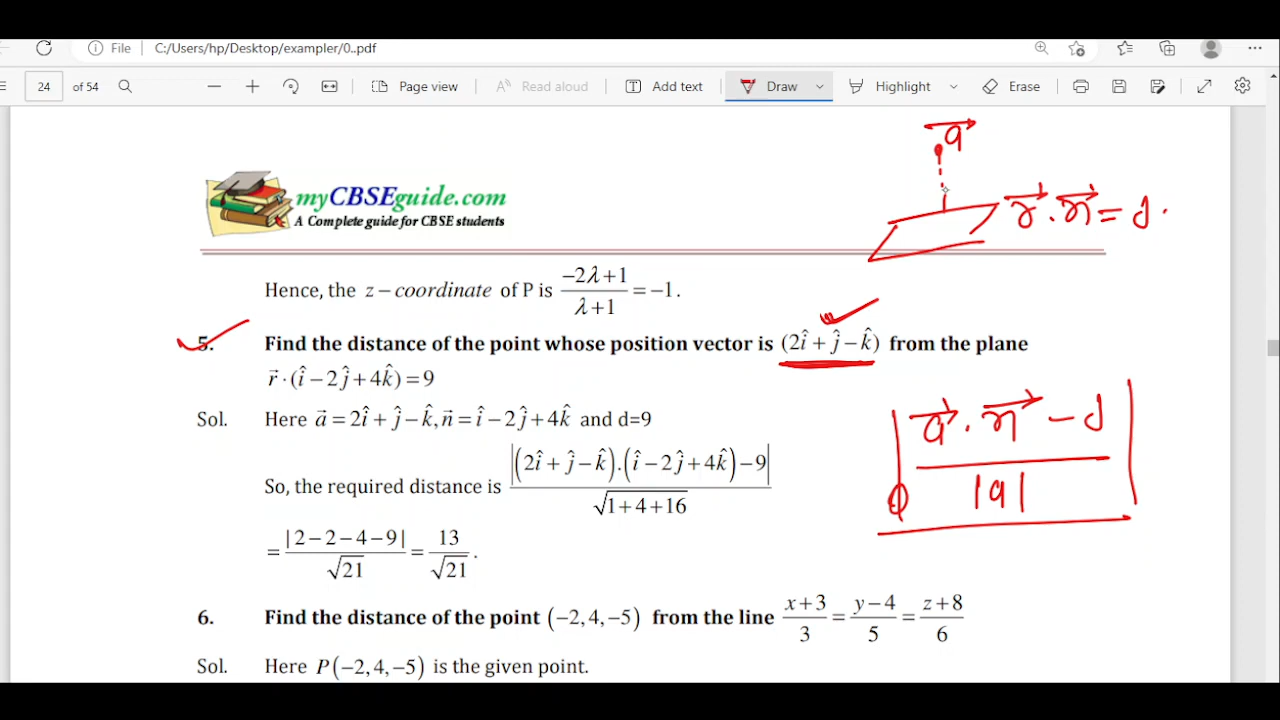 File C:/Users/hp/Desktop/exampler/0..pdf
24 of 54 Page view Read aloud Add text Draw Highlight Erase
a⃗
myCBSEguide.com
A Complete guide for CBSE students
r⃗ . n⃗ = d .
Hence, the z − coordinate of P is (−2λ+1)/(λ+1) = −1.
5. Find the distance of the point whose position vector is (2î + ĵ − k̂) from the plane
r⃗ · (î − 2ĵ + 4k̂) = 9
Sol. Here a⃗ = 2î + ĵ − k̂, n⃗ = î − 2ĵ + 4k̂ and d=9
|a⃗ . n⃗ − d|
|a|
So, the required distance is |(2î + ĵ − k̂).(î − 2ĵ + 4k̂) − 9| / √(1+4+16)
= |2−2−4−9|/√21 = 13/√21 .
6. Find the distance of the point (−2,4,−5) from the line (x+3)/3 = (y−4)/5 = (z+8)/6
Sol. Here P(−2,4,−5) is the given point.